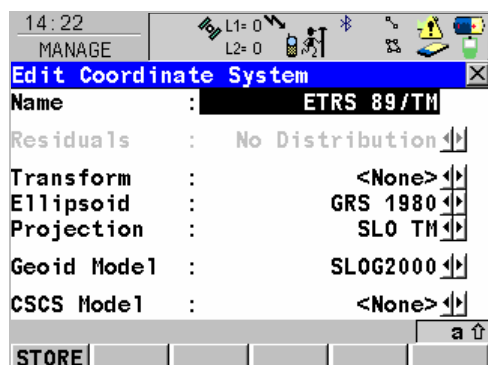 14:22 L1= 0
MANAGE L2= 0
Edit Coordinate System
Name : ETRS 89/TM
Residuals : No Distribution
Transform : <None>
Ellipsoid : GRS 1980
Projection : SLO TM
Geoid Model : SLOG2000
CSCS Model : <None>
a
STORE